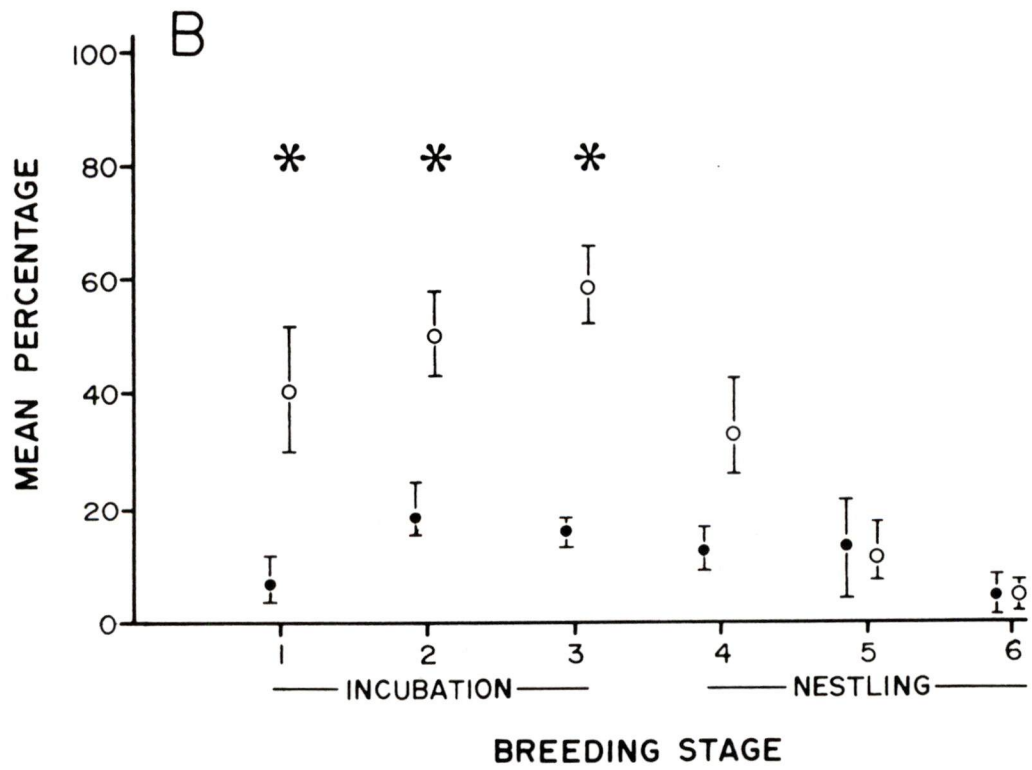 B
MEAN PERCENTAGE
100
80
60
40
20
0
* * *
1 2 3 4 5 6
INCUBATION NESTLING
BREEDING STAGE